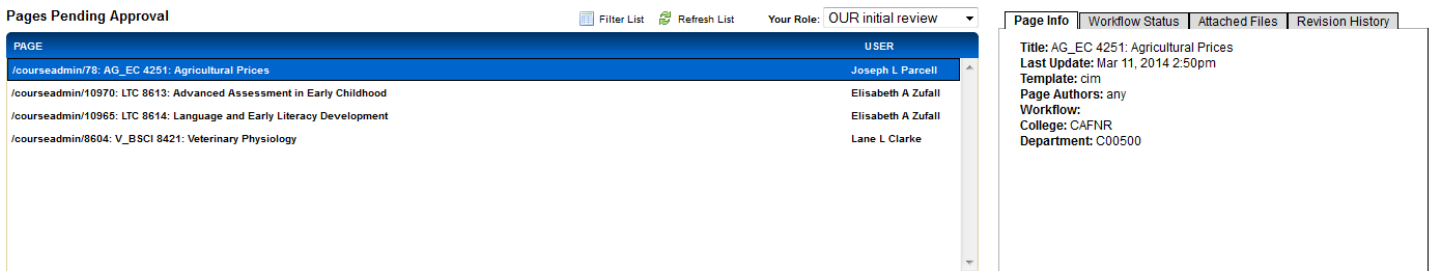 Pages Pending Approval
Filter List Refresh List Your Role: OUR initial review
PAGE USER
/courseadmin/78: AG_EC 4251: Agricultural Prices Joseph L Parcell
/courseadmin/10970: LTC 8613: Advanced Assessment in Early Childhood Elisabeth A Zufall
/courseadmin/10965: LTC 8614: Language and Early Literacy Development Elisabeth A Zufall
/courseadmin/8604: V_BSCI 8421: Veterinary Physiology Lane L Clarke
Page Info Workflow Status Attached Files Revision History
Title: AG_EC 4251: Agricultural Prices
Last Update: Mar 11, 2014 2:50pm
Template: cim
Page Authors: any
Workflow:
College: CAFNR
Department: C00500